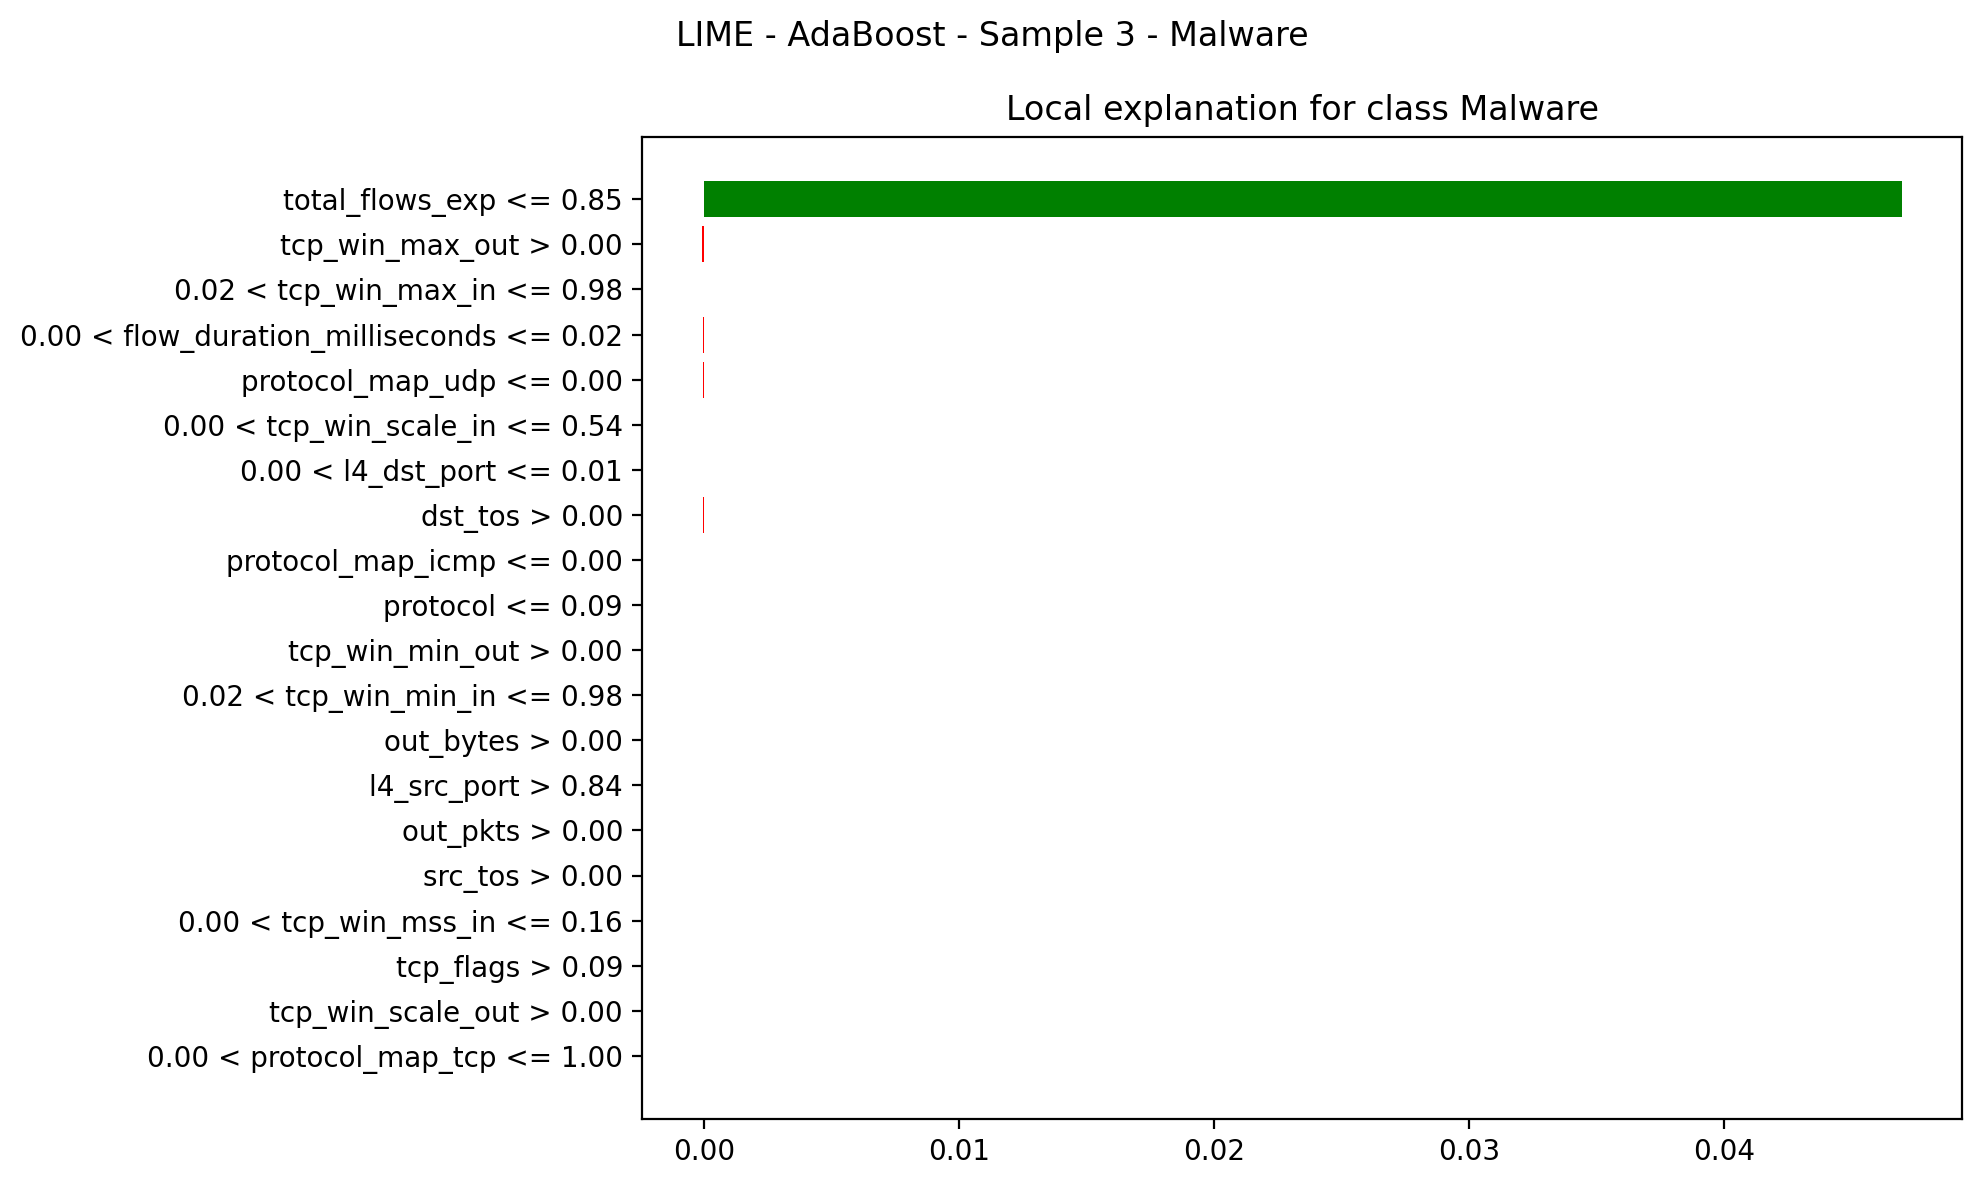 LIME - AdaBoost - Sample 3 - Malware
Local explanation for class Malware
total_flows_exp <= 0.85
tcp_win_max_out > 0.00
0.02 < tcp_win_max_in <= 0.98
0.00 < flow_duration_milliseconds <= 0.02
protocol_map_udp <= 0.00
0.00 < tcp_win_scale_in <= 0.54
0.00 < l4_dst_port <= 0.01
dst_tos > 0.00
protocol_map_icmp <= 0.00
protocol <= 0.09
tcp_win_min_out > 0.00
0.02 < tcp_win_min_in <= 0.98
out_bytes > 0.00
l4_src_port > 0.84
out_pkts > 0.00
src_tos > 0.00
0.00 < tcp_win_mss_in <= 0.16
tcp_flags > 0.09
tcp_win_scale_out > 0.00
0.00 < protocol_map_tcp <= 1.00
0.00 0.01 0.02 0.03 0.04